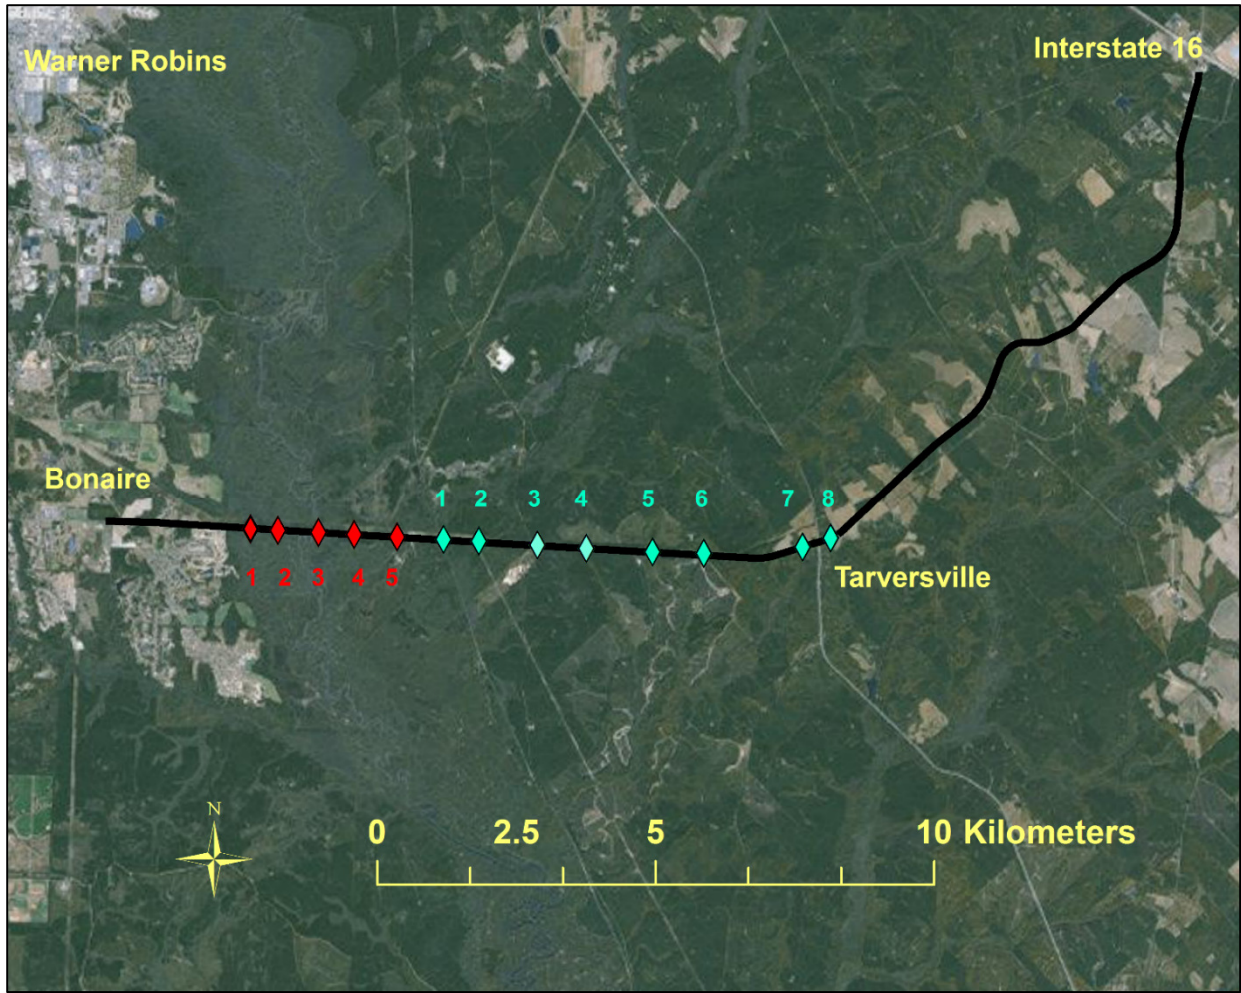 Warner Robins
Interstate 16
Bonaire
1 2 3 4 5 6 7 8
1 2 3 4 5
Tarversville
N
0 2.5 5 10 Kilometers